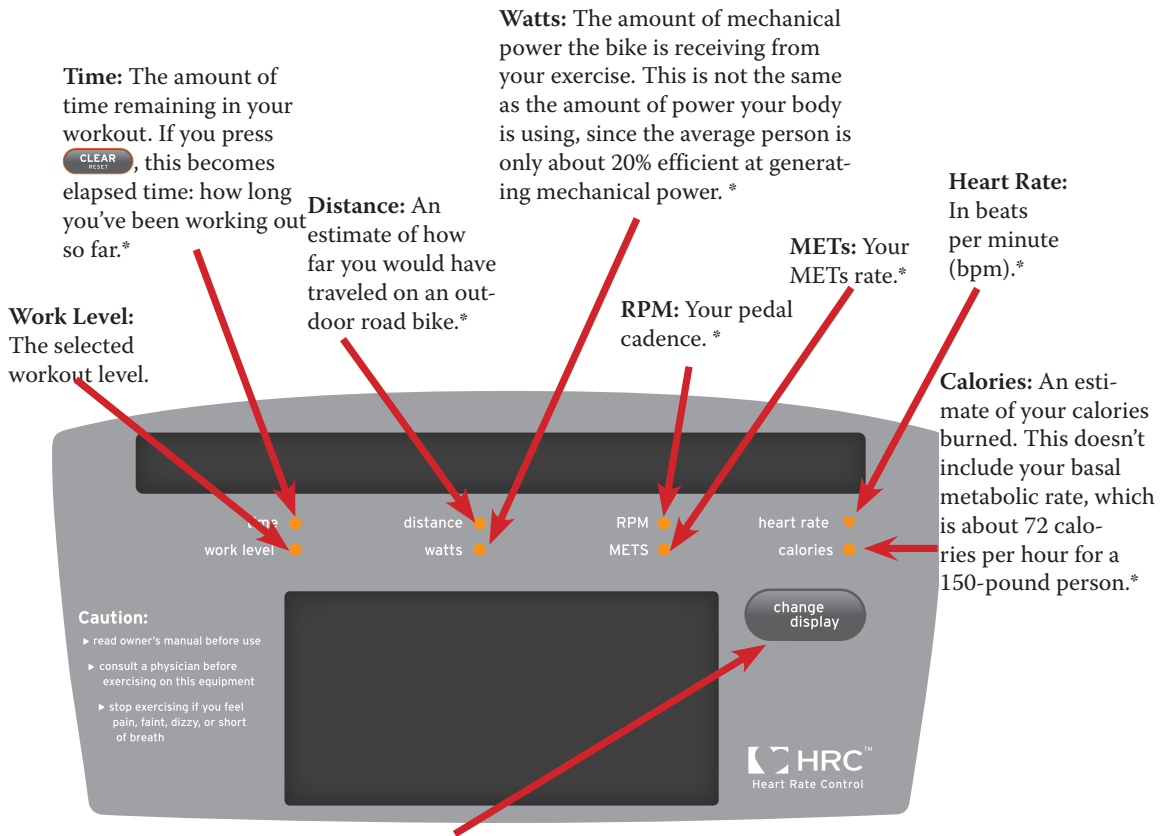 Watts: The amount of mechanical
power the bike is receiving from
your exercise. This is not the same
as the amount of power your body
is using, since the average person is
only about 20% efficient at generat-
ing mechanical power. *
Time: The amount of
time remaining in your
workout. If you press
CLEAR
RESET
, this becomes
elapsed time: how long
you’ve been working out
so far.*
Distance: An
estimate of how
far you would have
traveled on an out-
door road bike.*
Heart Rate:
In beats
per minute
(bpm).*
METs: Your
METs rate.*
RPM: Your pedal
cadence. *
Work Level:
The selected
workout level.
Calories: An esti-
mate of your calories
burned. This doesn’t
include your basal
metabolic rate, which
is about 72 calo-
ries per hour for a
150-pound person.*
time
distance
RPM
heart rate
work level
watts
METS
calories
change
display
Caution:
▸ read owner's manual before use
▸ consult a physician before
exercising on this equipment
▸ stop exercising if you feel
pain, faint, dizzy, or short
of breath
HRC™
Heart Rate Control